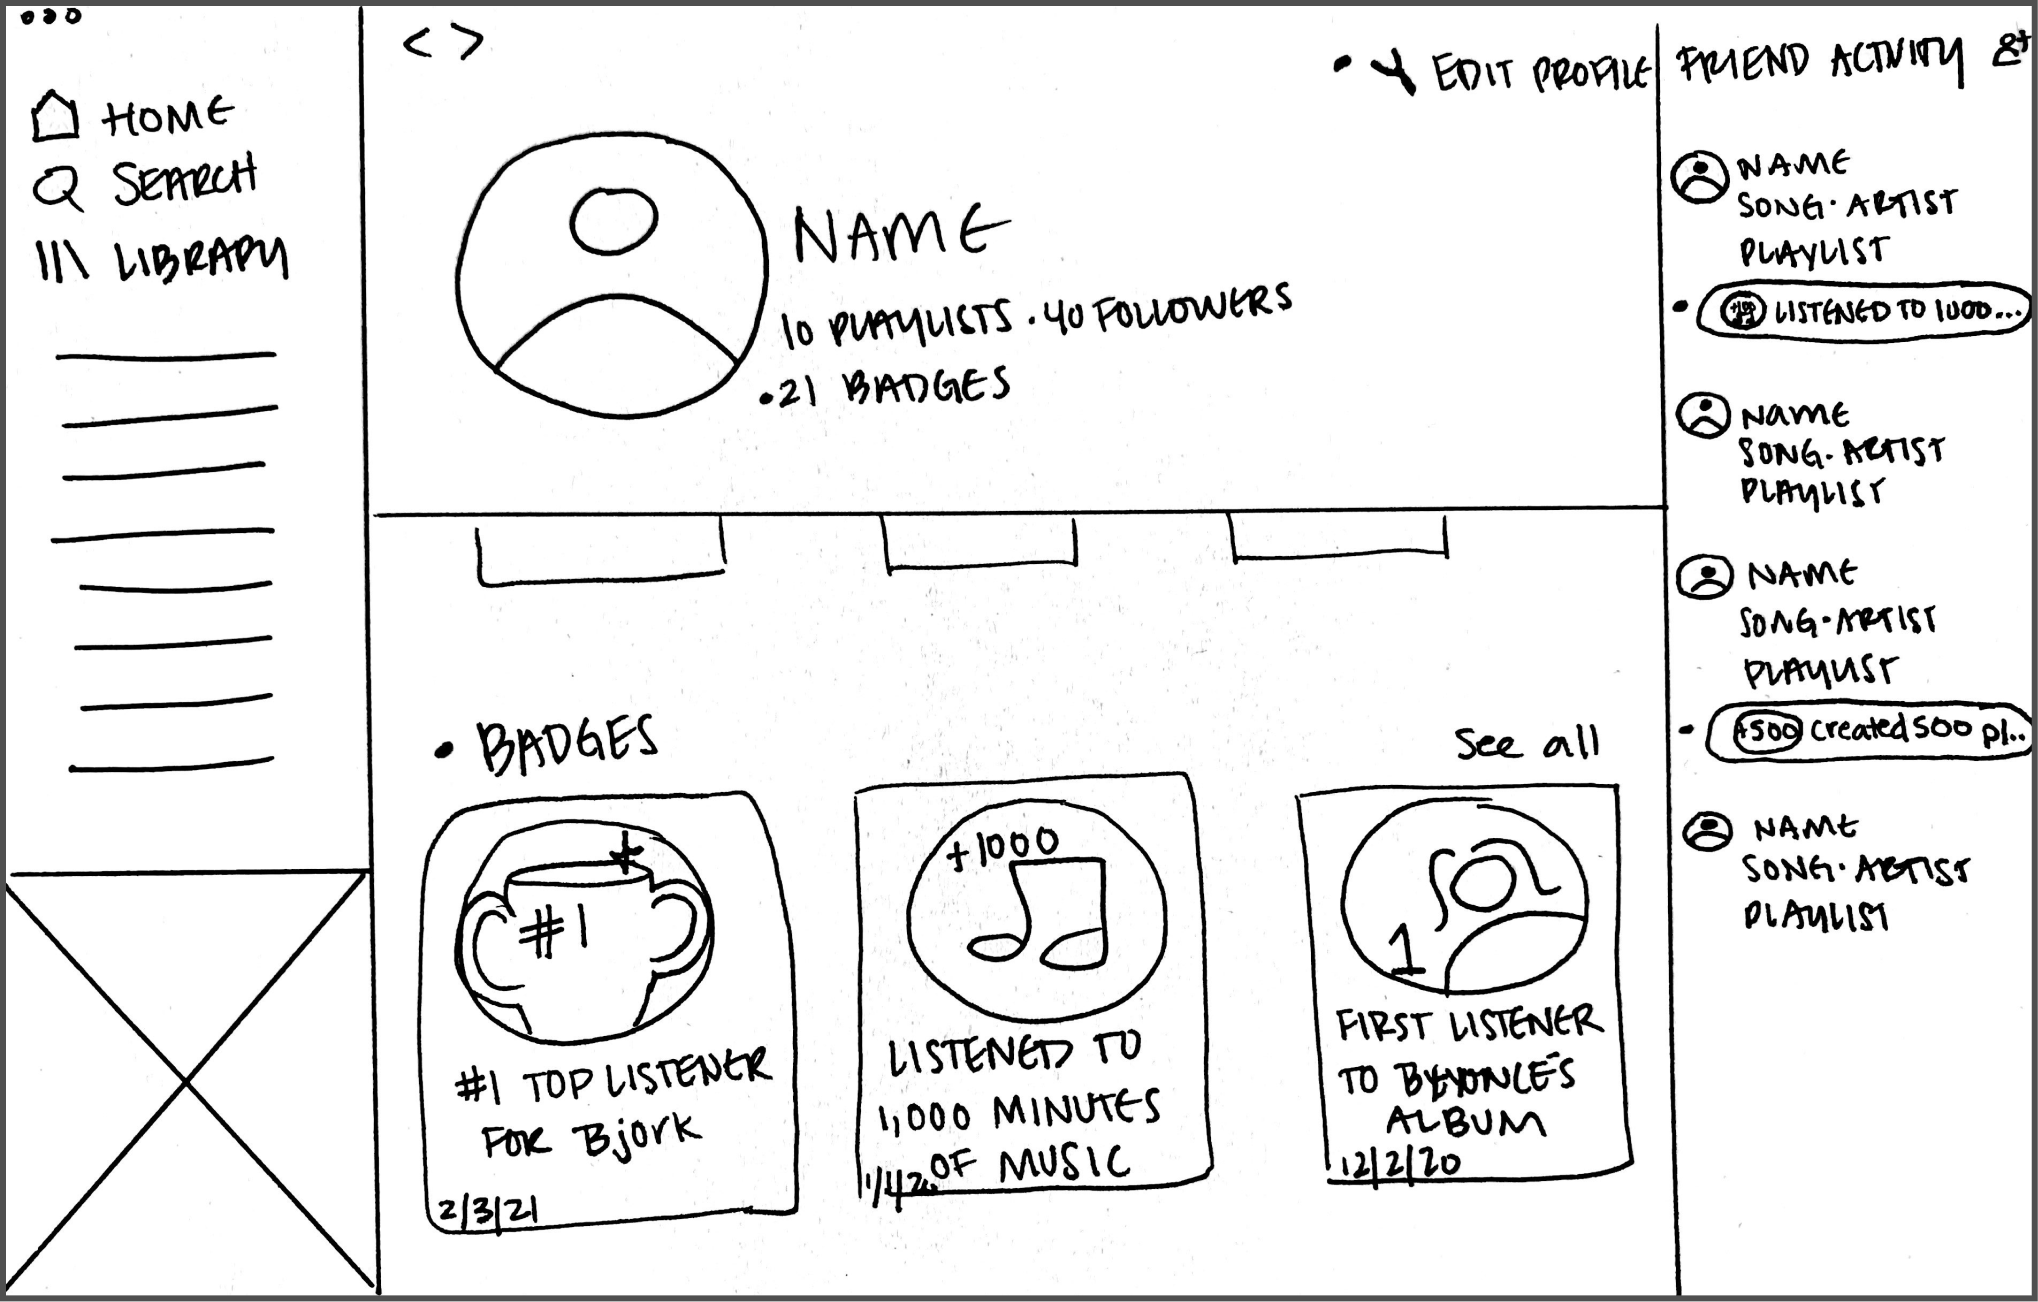 HOME
SEARCH
LIBRARY
< >
• EDIT PROFILE
NAME
10 PLAYLISTS · 40 FOLLOWERS
• 21 BADGES
• BADGES
See all
#1
#1 TOP LISTENER
FOR Bjork
2/3/21
+1000
LISTENED TO
1,000 MINUTES
OF MUSIC
1
FIRST LISTENER
TO BEYONCE'S
ALBUM
12/2/20
FRIEND ACTIVITY
NAME
SONG · ARTIST
PLAYLIST
• LISTENED TO 1000...
NAME
SONG · ARTIST
PLAYLIST
NAME
SONG · ARTIST
PLAYLIST
• +500 created 500 pl..
NAME
SONG · ARTIST
PLAYLIST